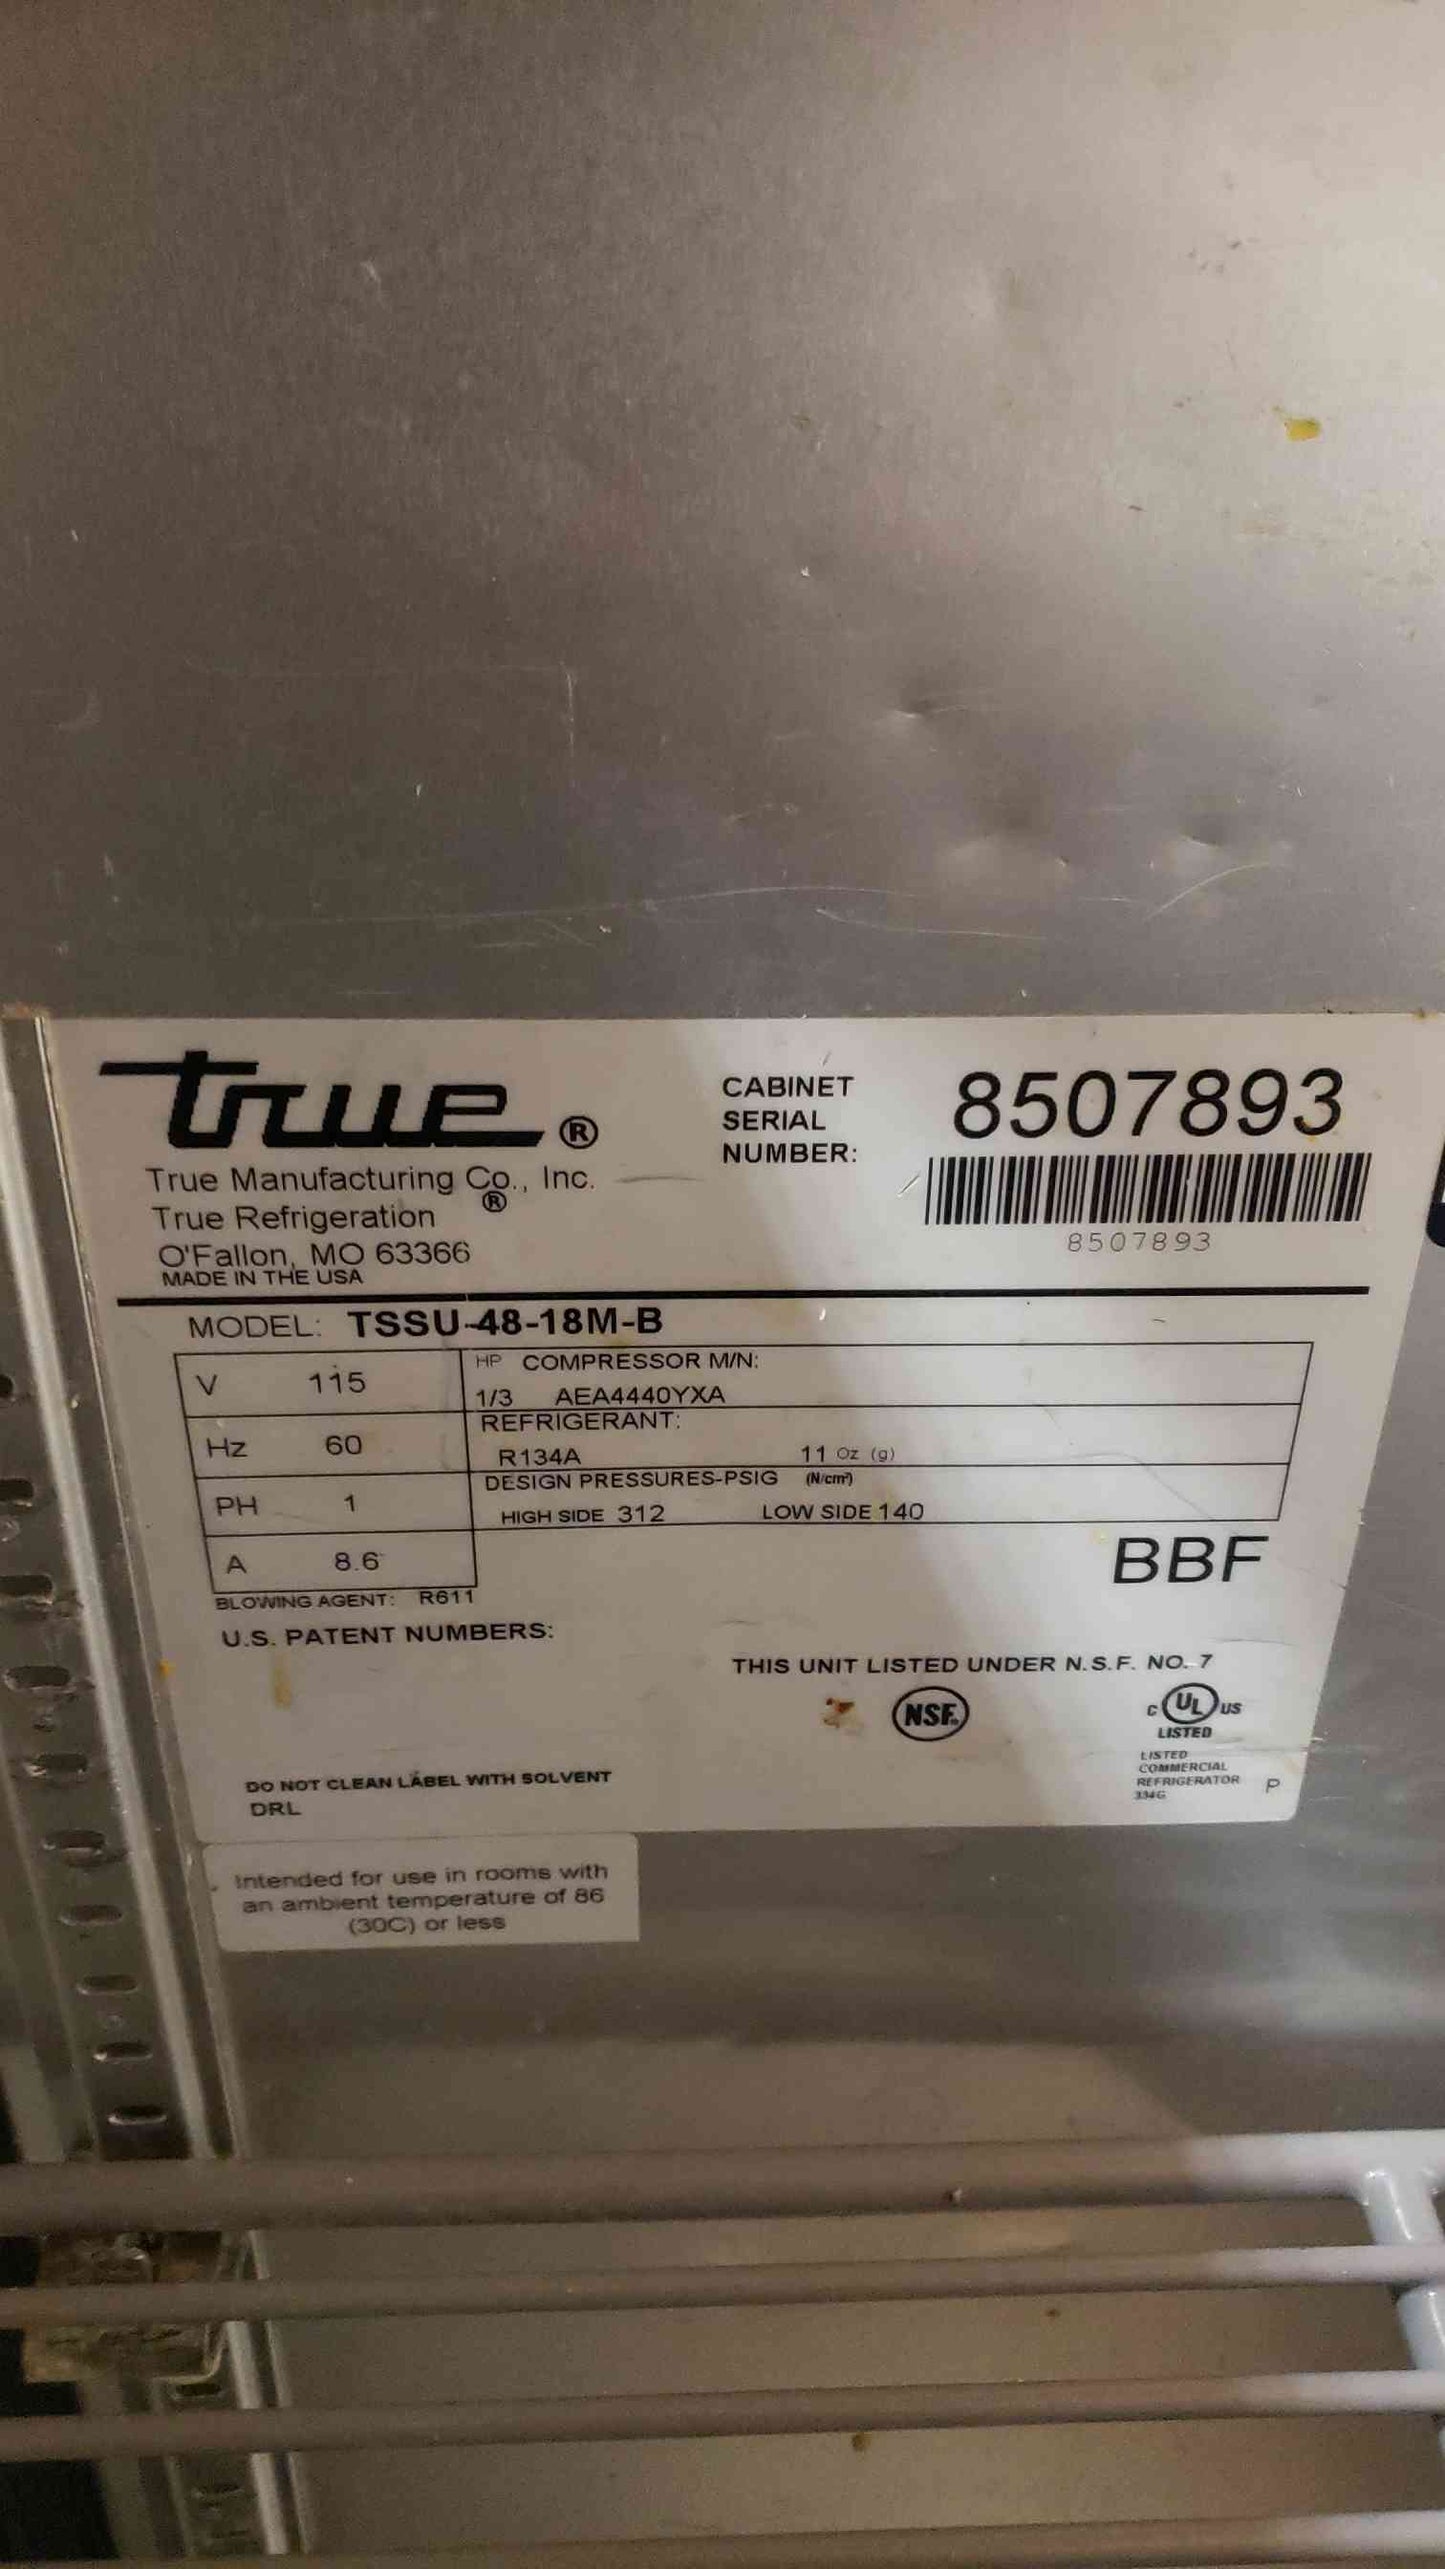 true®
True Manufacturing Co., Inc.
True Refrigeration ®
O'Fallon, MO 63366
MADE IN THE USA
CABINET
SERIAL
NUMBER:
8507893
8507893
MODEL: TSSU-48-18M-B
V 115
Hz 60
PH 1
A 8.6
HP COMPRESSOR M/N:
1/3 AEA4440YXA
REFRIGERANT:
R134A 11 Oz (g)
DESIGN PRESSURES-PSIG (N/cm²)
HIGH SIDE 312 LOW SIDE 140
BBF
BLOWING AGENT: R611
U.S. PATENT NUMBERS:
THIS UNIT LISTED UNDER N.S.F. NO. 7
NSF®
C UL US
LISTED
LISTED
COMMERCIAL
REFRIGERATOR
334G
P
DO NOT CLEAN LABEL WITH SOLVENT
DRL
Intended for use in rooms with
an ambient temperature of 86
(30C) or less